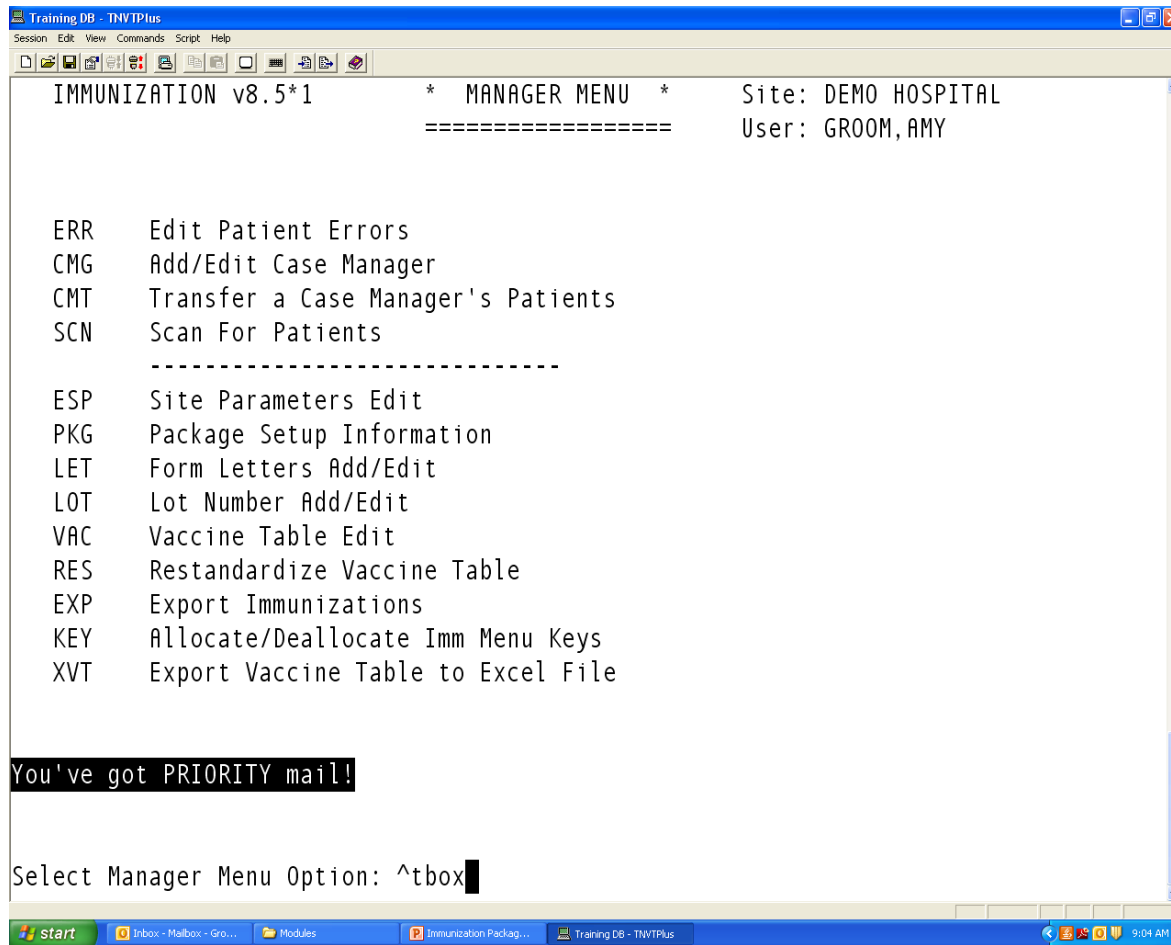 Training DB - TNVTPlus
Session Edit View Commands Script Help
IMMUNIZATION v8.5*1 * MANAGER MENU * Site: DEMO HOSPITAL
================== User: GROOM,AMY
ERR Edit Patient Errors
CMG Add/Edit Case Manager
CMT Transfer a Case Manager's Patients
SCN Scan For Patients
------------------------------
ESP Site Parameters Edit
PKG Package Setup Information
LET Form Letters Add/Edit
LOT Lot Number Add/Edit
VAC Vaccine Table Edit
RES Restandardize Vaccine Table
EXP Export Immunizations
KEY Allocate/Deallocate Imm Menu Keys
XVT Export Vaccine Table to Excel File
You've got PRIORITY mail!
Select Manager Menu Option: ^tbox
start Inbox - Mailbox - Gro... Modules Immunization Packag... Training DB - TNVTPlus 9:04 AM